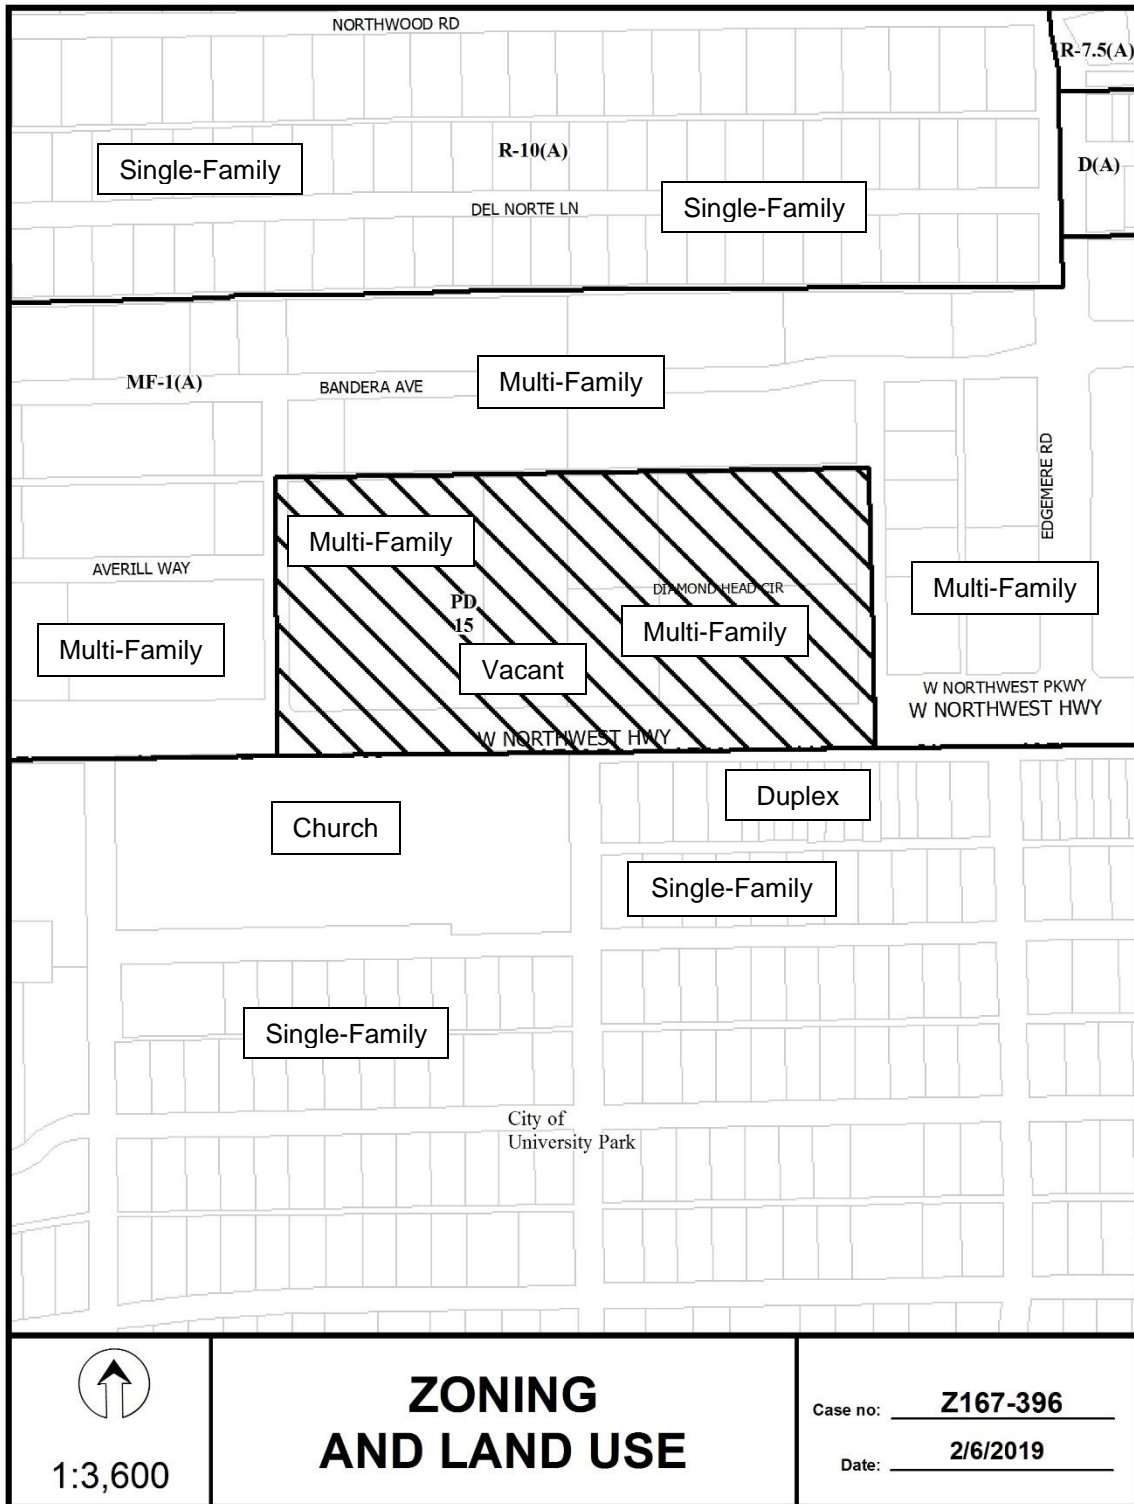 NORTHWOOD RD
R-7.5(A)
R-10(A)
Single-Family
D(A)
Single-Family
DEL NORTE LN
MF-1(A)
BANDERA AVE
Multi-Family
EDGEMERE RD
Multi-Family
AVERILL WAY
DIAMOND HEAD CIR
Multi-Family
PD
15
Multi-Family
Multi-Family
Vacant
W NORTHWEST PKWY
W NORTHWEST HWY
W NORTHWEST HWY
Duplex
Church
Single-Family
Single-Family
City of
University Park
1:3,600
ZONING
AND LAND USE
Case no: Z167-396
Date: 2/6/2019